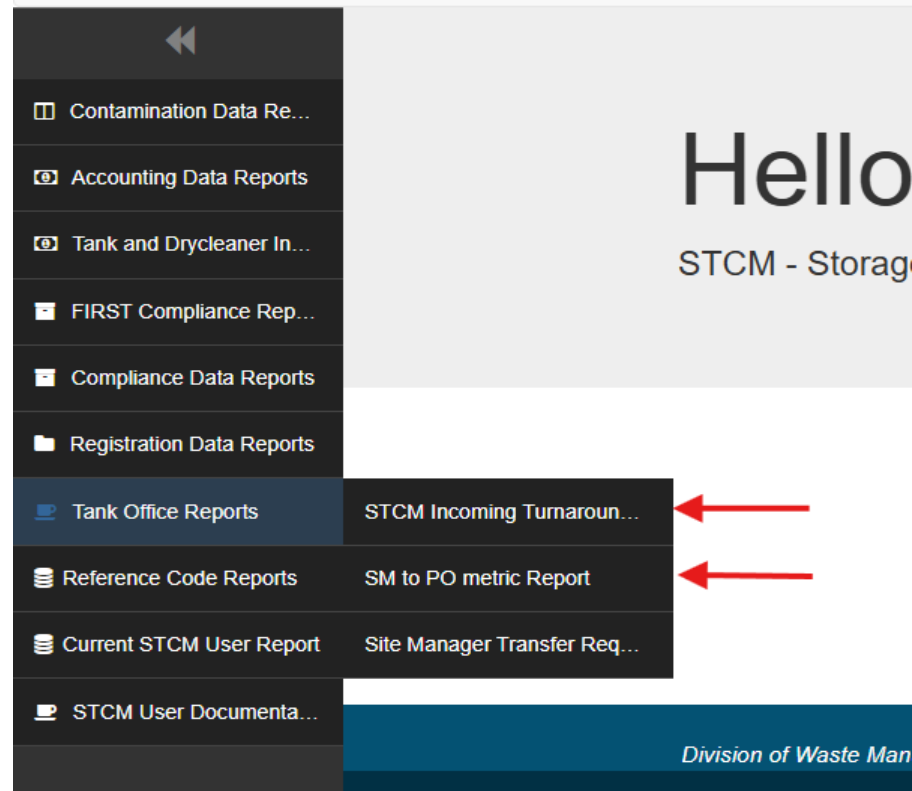 Contamination Data Re...
Accounting Data Reports
Tank and Drycleaner In...
FIRST Compliance Rep...
Compliance Data Reports
Registration Data Reports
Tank Office Reports
Reference Code Reports
Current STCM User Report
STCM User Documenta...
STCM Incoming Turnaroun...
SM to PO metric Report
Site Manager Transfer Req...
Hello
STCM - Storag
Division of Waste Man